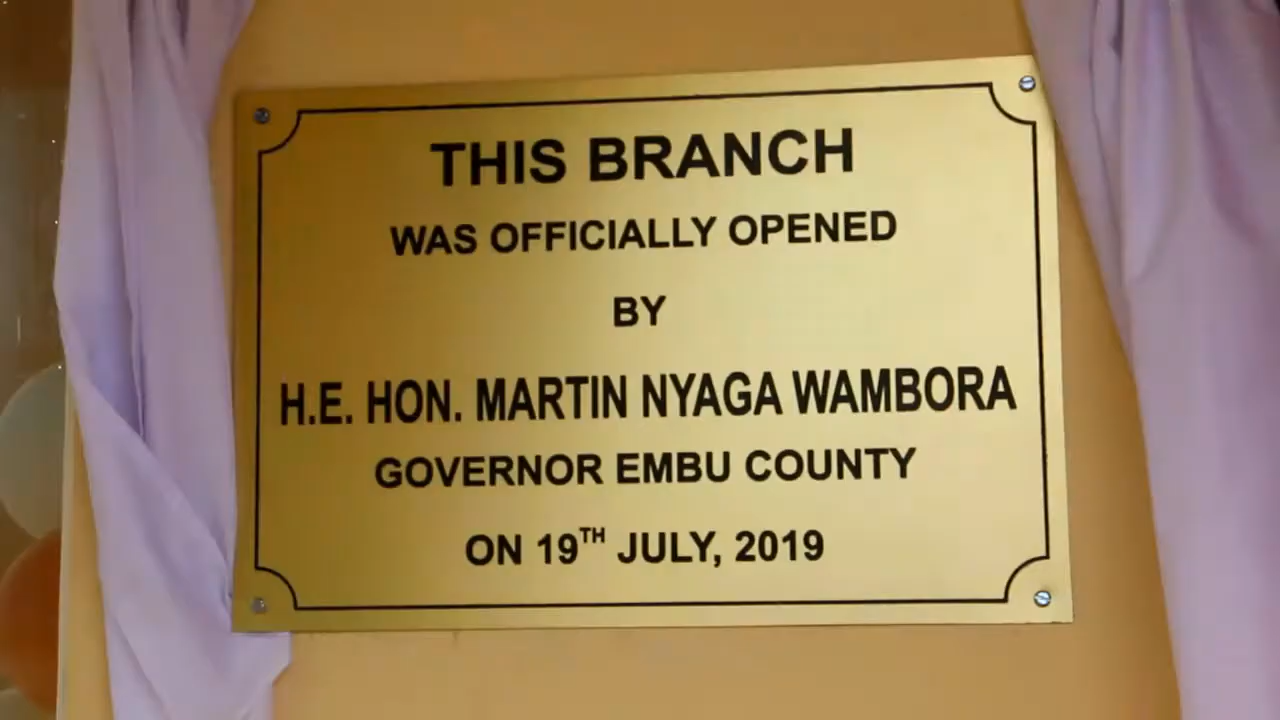 THIS BRANCH
WAS OFFICIALLY OPENED
BY
H.E. HON. MARTIN NYAGA WAMBORA
GOVERNOR EMBU COUNTY
ON 19TH JULY, 2019